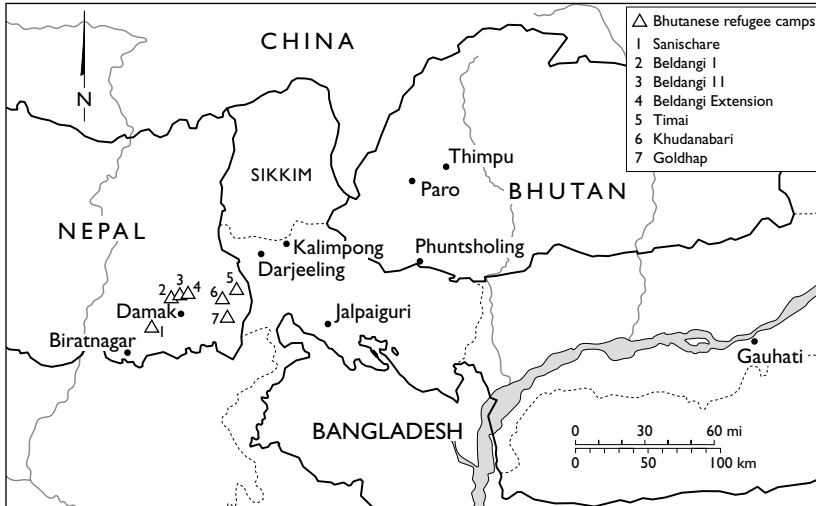 CHINA
N
SIKKIM
Thimpu
Paro
BHUTAN
NEPAL
Kalimpong
Darjeeling
Phuntsholing
2
3
4
5
6
7
1
Damak
Biratnagar
Jalpaiguri
Gauhati
BANGLADESH
0 30 60 mi
0 50 100 km
Bhutanese refugee camps
1 Sanischare
2 Beldangi I
3 Beldangi 11
4 Beldangi Extension
5 Timai
6 Khudanabari
7 Goldhap